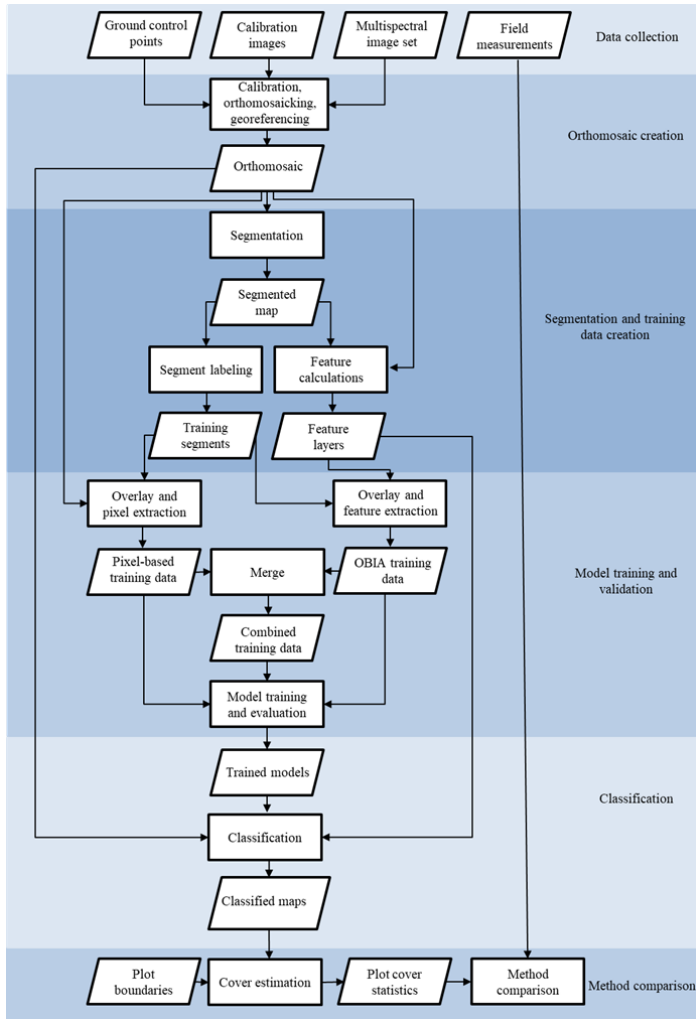 Ground control
points
Calibration
images
Multispectral
image set
Field
measurements
Data collection
Calibration,
orthomosaicking,
georeferencing
Orthomosaic creation
Orthomosaic
Segmentation
Segmented
map
Segmentation and training
data creation
Segment labeling
Feature
calculations
Training
segments
Feature
layers
Overlay and
pixel extraction
Overlay and
feature extraction
Pixel-based
training data
Merge
OBIA training
data
Model training and
validation
Combined
training data
Model training
and evaluation
Trained models
Classification
Classification
Classified maps
Plot
boundaries
Cover estimation
Plot cover
statistics
Method
comparison
Method comparison